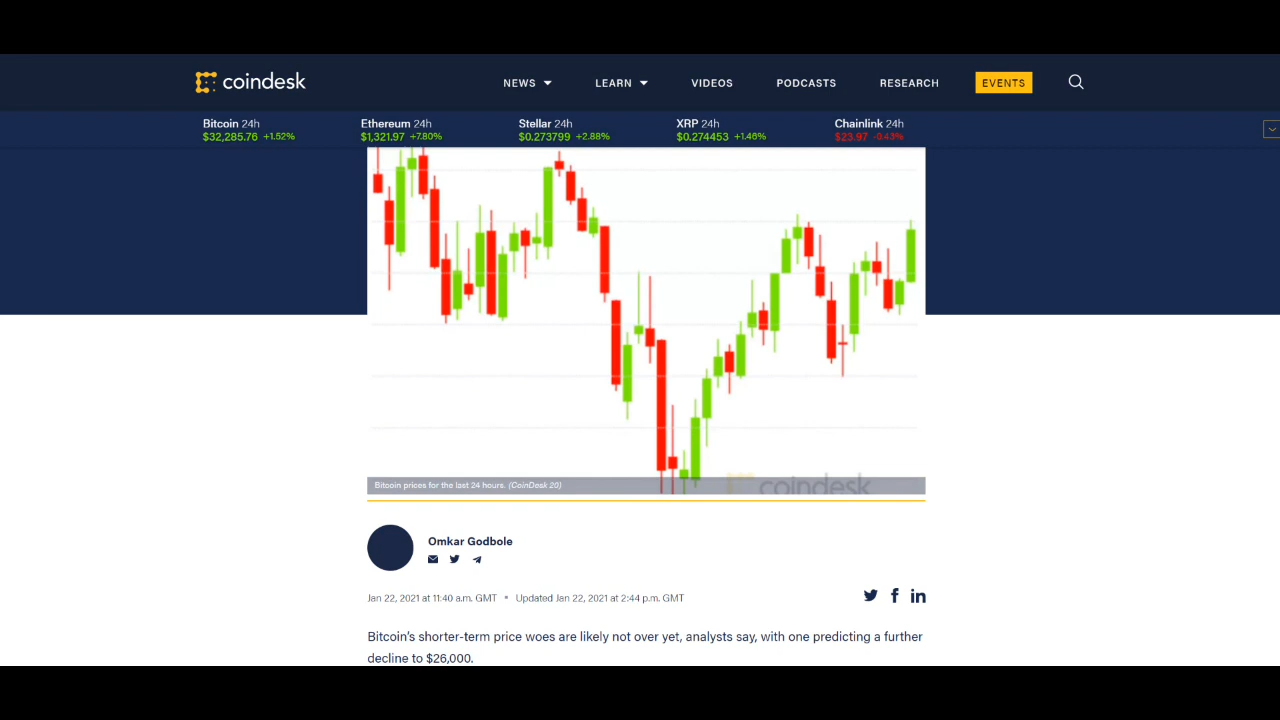 coindesk
NEWS LEARN VIDEOS PODCASTS RESEARCH EVENTS
Bitcoin 24h Ethereum 24h Stellar 24h XRP 24h Chainlink 24h
$32,285.76 +1.52% $1,321.97 +7.80% $0.273799 +2.88% $0.274453 +1.46% $23.97 -0.43%
Bitcoin prices for the last 24 hours. (CoinDesk 20)
coindesk
Omkar Godbole
Jan 22, 2021 at 11:40 a.m. GMT • Updated Jan 22, 2021 at 2:44 p.m. GMT
Bitcoin's shorter-term price woes are likely not over yet, analysts say, with one predicting a further
decline to $26,000.